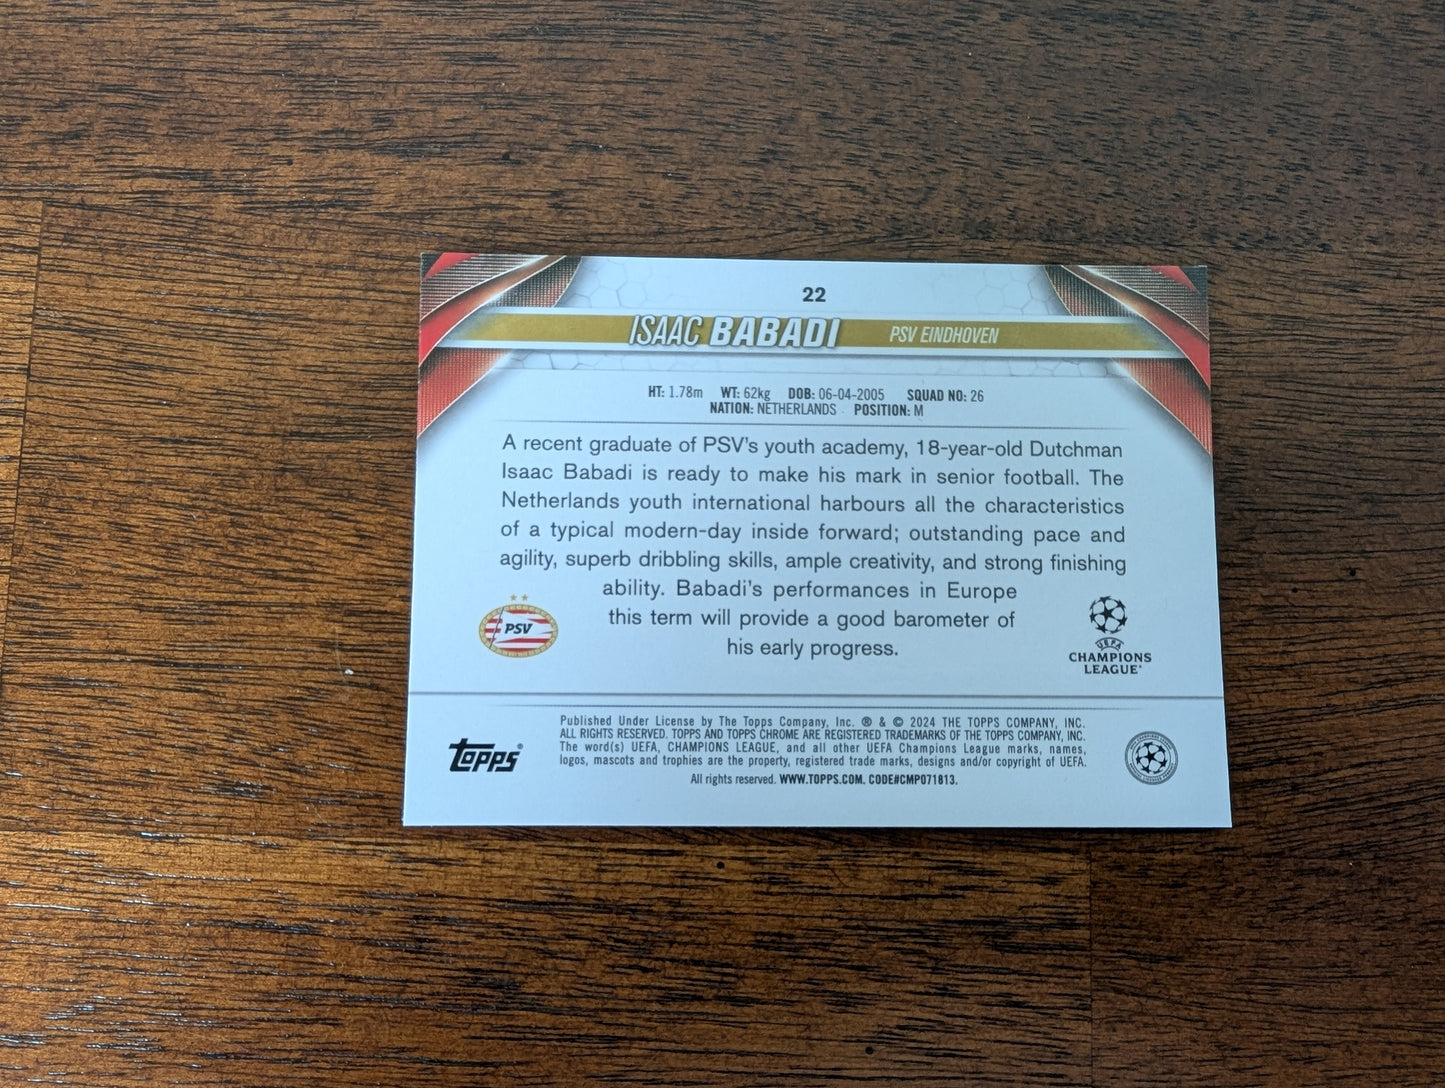 22
ISAAC BABADI PSV EINDHOVEN
HT: 1.78m WT: 62kg DOB: 06-04-2005 SQUAD NO: 26
NATION: NETHERLANDS POSITION: M
A recent graduate of PSV's youth academy, 18-year-old Dutchman
Isaac Babadi is ready to make his mark in senior football. The
Netherlands youth international harbours all the characteristics
of a typical modern-day inside forward; outstanding pace and
agility, superb dribbling skills, ample creativity, and strong finishing
ability. Babadi's performances in Europe
this term will provide a good barometer of
his early progress.
PSV
UEFA
CHAMPIONS
LEAGUE®
topps®
Published Under License by The Topps Company, Inc. ® & © 2024 THE TOPPS COMPANY, INC.
ALL RIGHTS RESERVED. TOPPS AND TOPPS CHROME ARE REGISTERED TRADEMARKS OF THE TOPPS COMPANY, INC.
The word(s) UEFA, CHAMPIONS LEAGUE, and all other UEFA Champions League marks, names,
logos, mascots and trophies are the property, registered trade marks, designs and/or copyright of UEFA.
All rights reserved. WWW.TOPPS.COM. CODE#CMP071813.